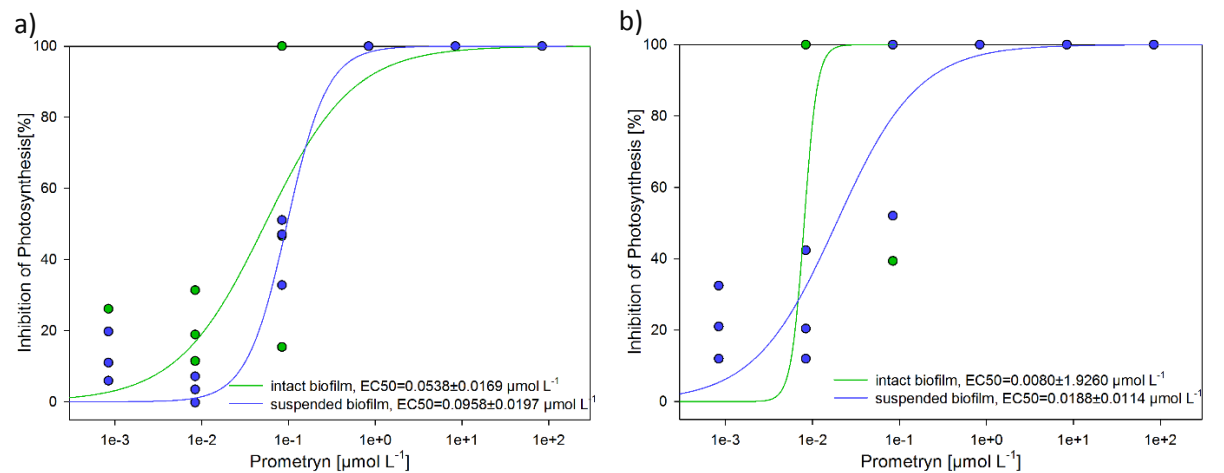 a)
Inhibition of Photosynthesis[%]
100
80
60
40
20
0
intact biofilm, EC50=0.0538±0.0169 µmol L⁻¹
suspended biofilm, EC50=0.0958±0.0197 µmol L⁻¹
1e-3 1e-2 1e-1 1e+0 1e+1 1e+2
Prometryn [µmol L⁻¹]
b)
Inhibition of Photosynthesis [%]
100
80
60
40
20
0
intact biofilm, EC50=0.0080±1.9260 µmol L⁻¹
suspended biofilm, EC50=0.0188±0.0114 µmol L⁻¹
1e-3 1e-2 1e-1 1e+0 1e+1 1e+2
Prometryn [µmol L⁻¹]